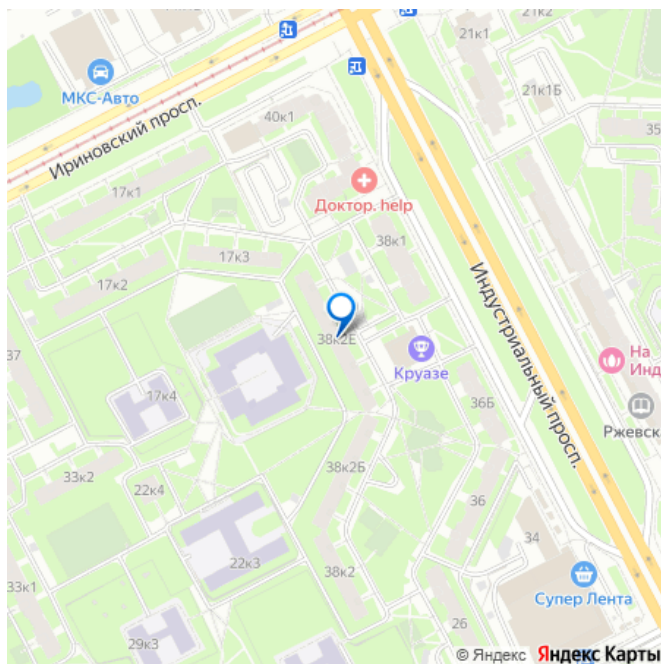 21к2
21к1
МКС-Авто
21к1Б
Ириновский просп.
40к1
35
17к1
Доктор. help
38к1
17к3
17к2
Индустриальный просп.
38к2Е
37
Круазе
На
Инд
17к4
36Б
Ржевска
33к2
38к2Б
22к4
36
34
22к3
38к2
Супер Лента
33к1
26
29к3
© Яндекс Яндекс Карты